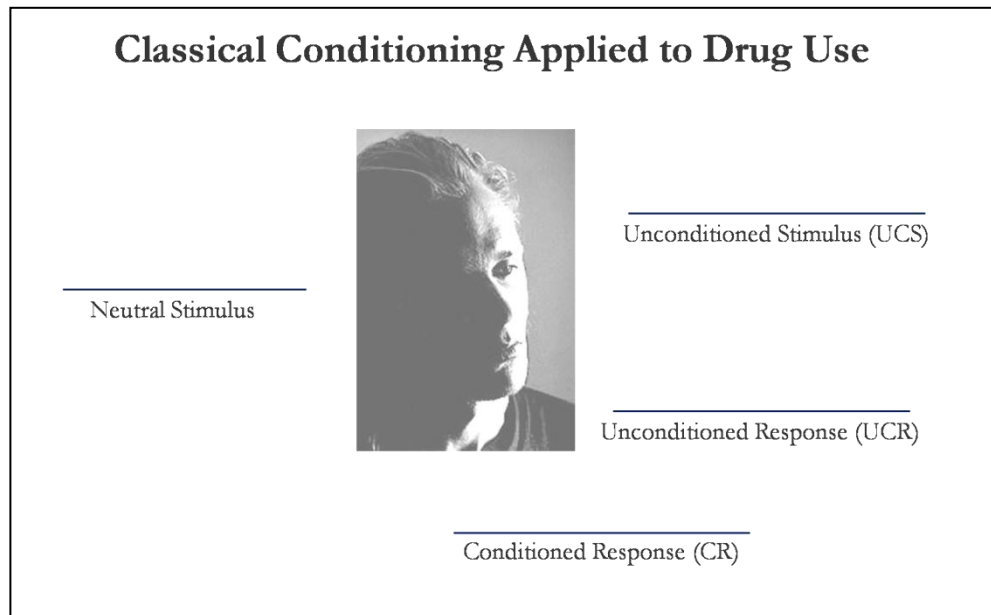 Classical Conditioning Applied to Drug Use
Unconditioned Stimulus (UCS)
Neutral Stimulus
Unconditioned Response (UCR)
Conditioned Response (CR)